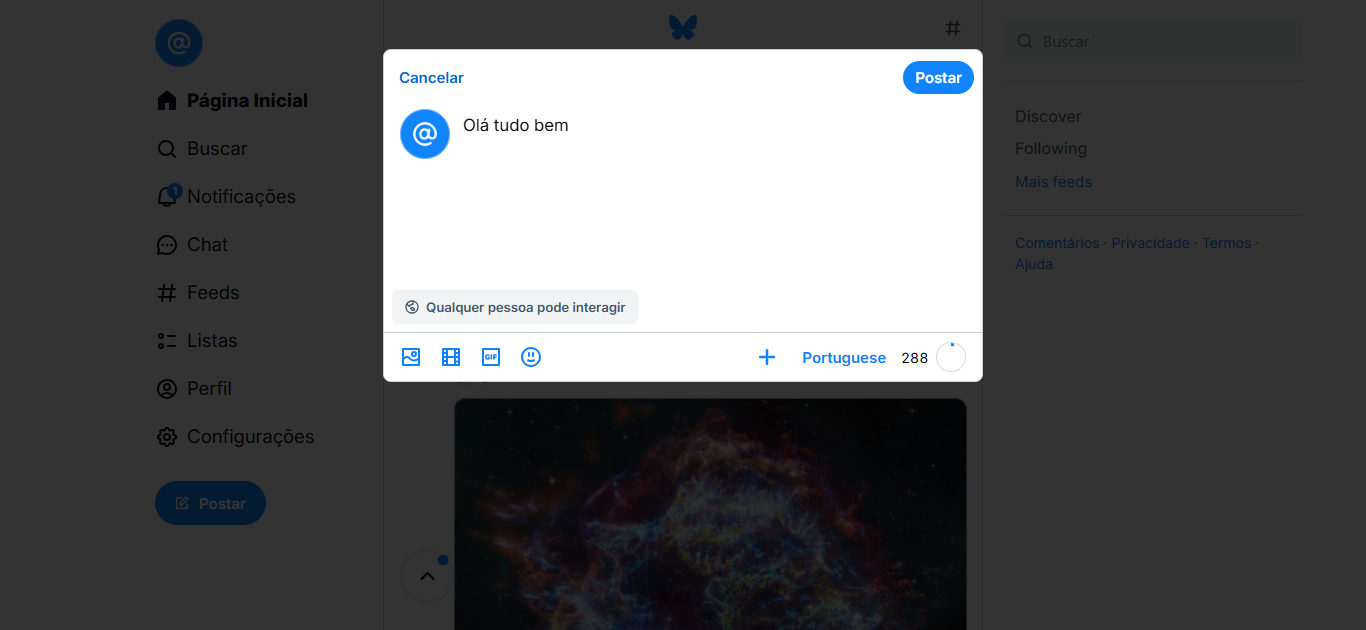 @
Página Inicial
Buscar
1
Notificações
Chat
Feeds
Listas
Perfil
Configurações
Postar
#
Cancelar
Postar
@
Olá tudo bem
Qualquer pessoa pode interagir
GIF
+
Portuguese
288
Buscar
Discover
Following
Mais feeds
Comentários · Privacidade · Termos ·
Ajuda